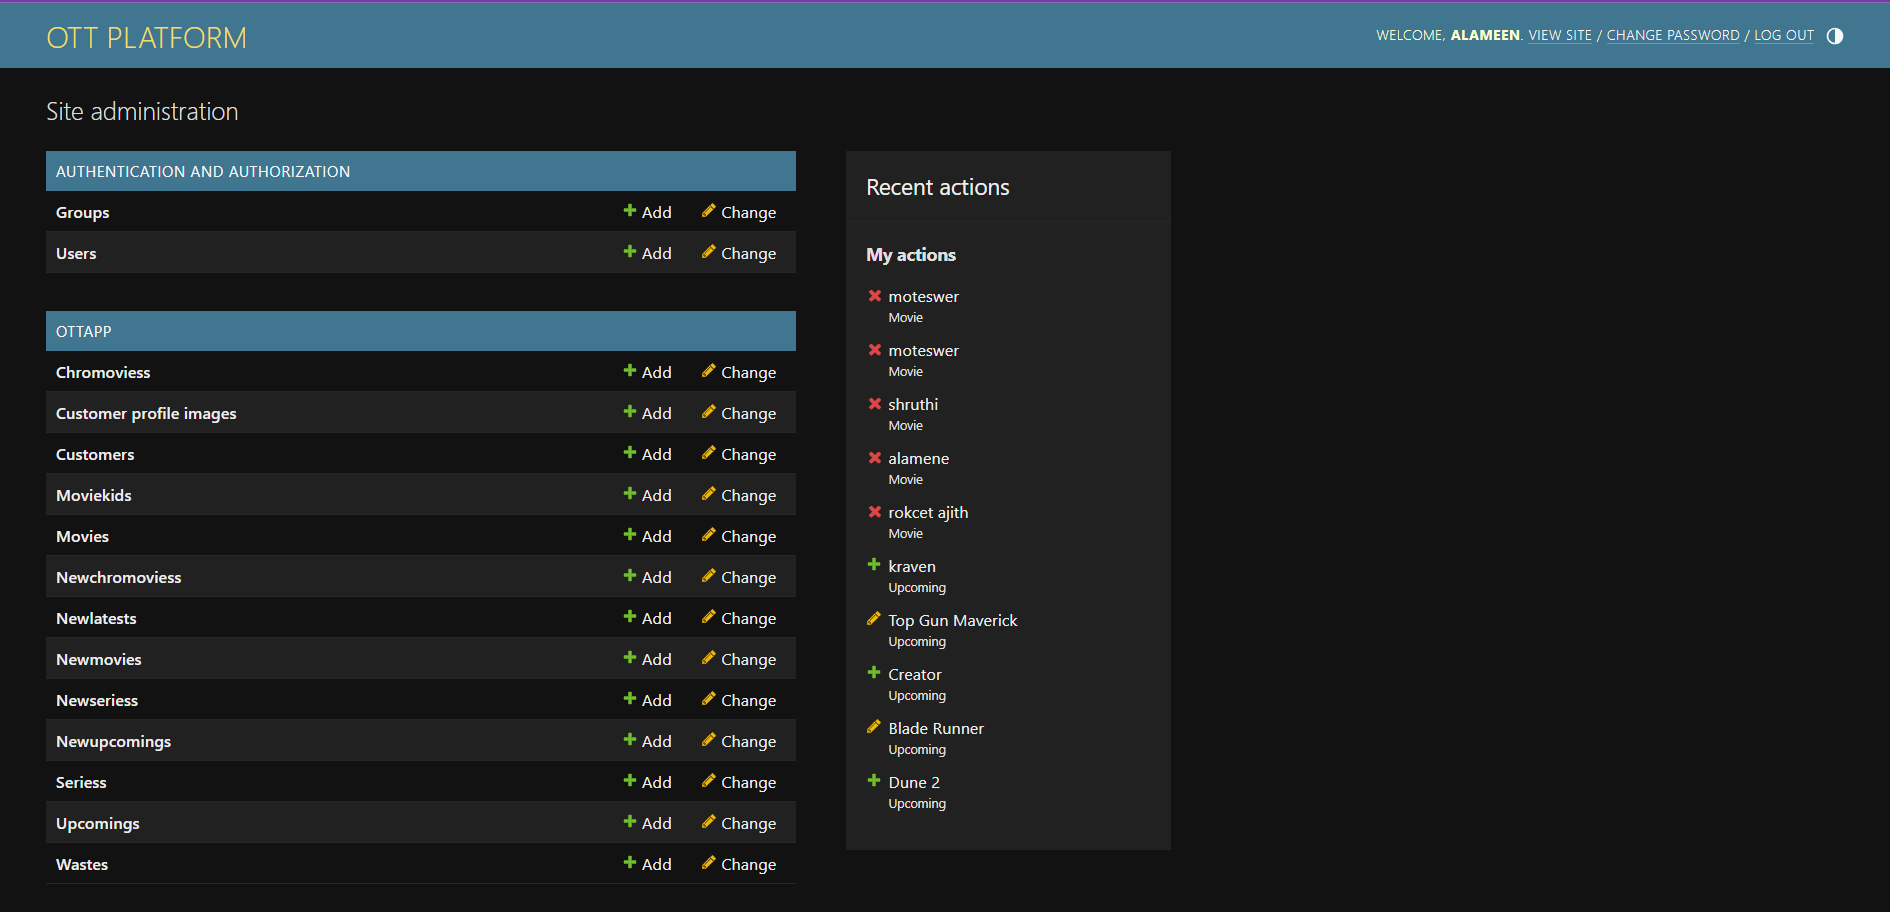 OTT PLATFORM
WELCOME, ALAMEEN. VIEW SITE / CHANGE PASSWORD / LOG OUT
Site administration
AUTHENTICATION AND AUTHORIZATION
Groups Add Change
Users Add Change
OTTAPP
Chromoviess Add Change
Customer profile images Add Change
Customers Add Change
Moviekids Add Change
Movies Add Change
Newchromoviess Add Change
Newlatests Add Change
Newmovies Add Change
Newseriess Add Change
Newupcomings Add Change
Seriess Add Change
Upcomings Add Change
Wastes Add Change
Recent actions
My actions
moteswer
Movie
moteswer
Movie
shruthi
Movie
alamene
Movie
rokcet ajith
Movie
kraven
Upcoming
Top Gun Maverick
Upcoming
Creator
Upcoming
Blade Runner
Upcoming
Dune 2
Upcoming